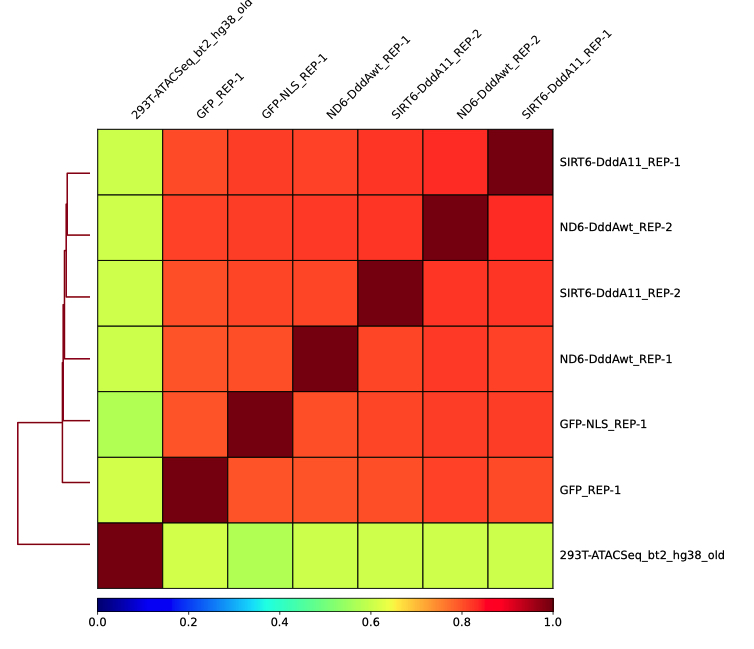 293T-ATACSeq_bt2_hg38_old
GFP_REP-1
GFP-NLS_REP-1
ND6-DddAwt_REP-1
SIRT6-DddA11_REP-2
ND6-DddAwt_REP-2
SIRT6-DddA11_REP-1
SIRT6-DddA11_REP-1
ND6-DddAwt_REP-2
SIRT6-DddA11_REP-2
ND6-DddAwt_REP-1
GFP-NLS_REP-1
GFP_REP-1
293T-ATACSeq_bt2_hg38_old
0.0 0.2 0.4 0.6 0.8 1.0